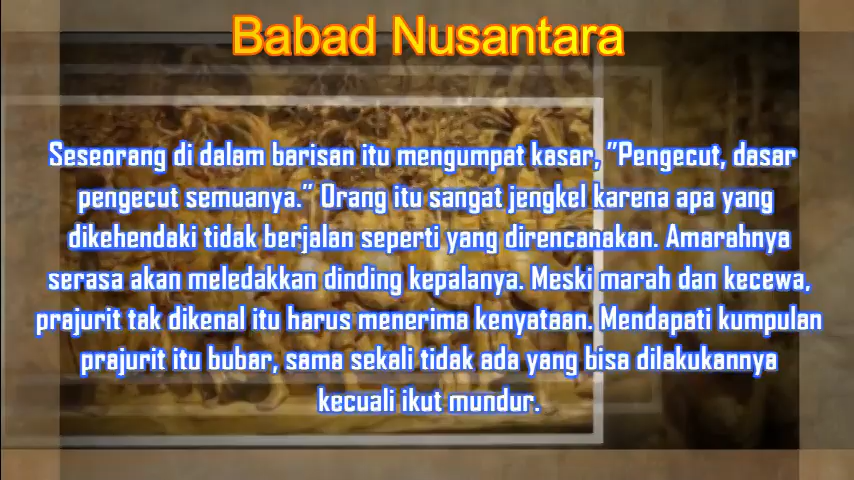 Babad Nusantara
Seseorang di dalam barisan itu mengumpat kasar, "Pengecut, dasar
pengecut semuanya." Orang itu sangat jengkel karena apa yang
dikehendaki tidak berjalan seperti yang direncanakan. Amarahnya
serasa akan meledakkan dinding kepalanya. Meski marah dan kecewa,
prajurit tak dikenal itu harus menerima kenyataan. Mendapati kumpulan
prajurit itu bubar, sama sekali tidak ada yang bisa dilakukannya
kecuali ikut mundur.